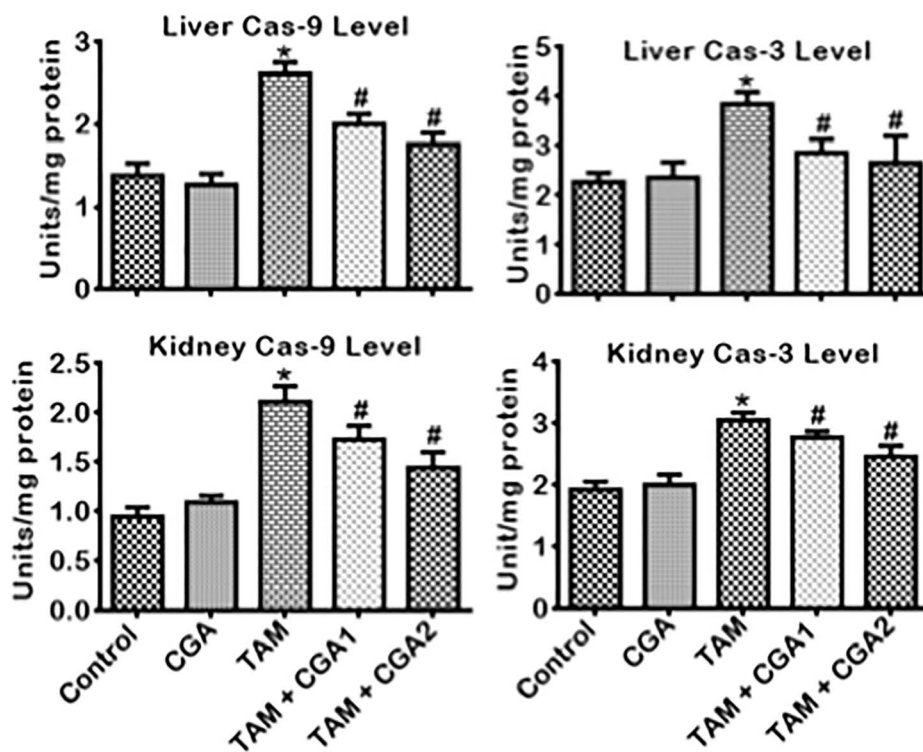 Liver Cas-9 Level
Units/mg protein
3
2
1
0
*
#
#
Liver Cas-3 Level
Units/mg protein
5
4
3
2
1
0
*
#
#
Kidney Cas-9 Level
Units/mg protein
2.5
2.0
1.5
1.0
0.5
0.0
*
#
#
Control
CGA
TAM
TAM + CGA1
TAM + CGA2
Kidney Cas-3 Level
Unit/mg protein
4
3
2
1
0
*
#
#
Control
CGA
TAM
TAM + CGA1
TAM + CGA2